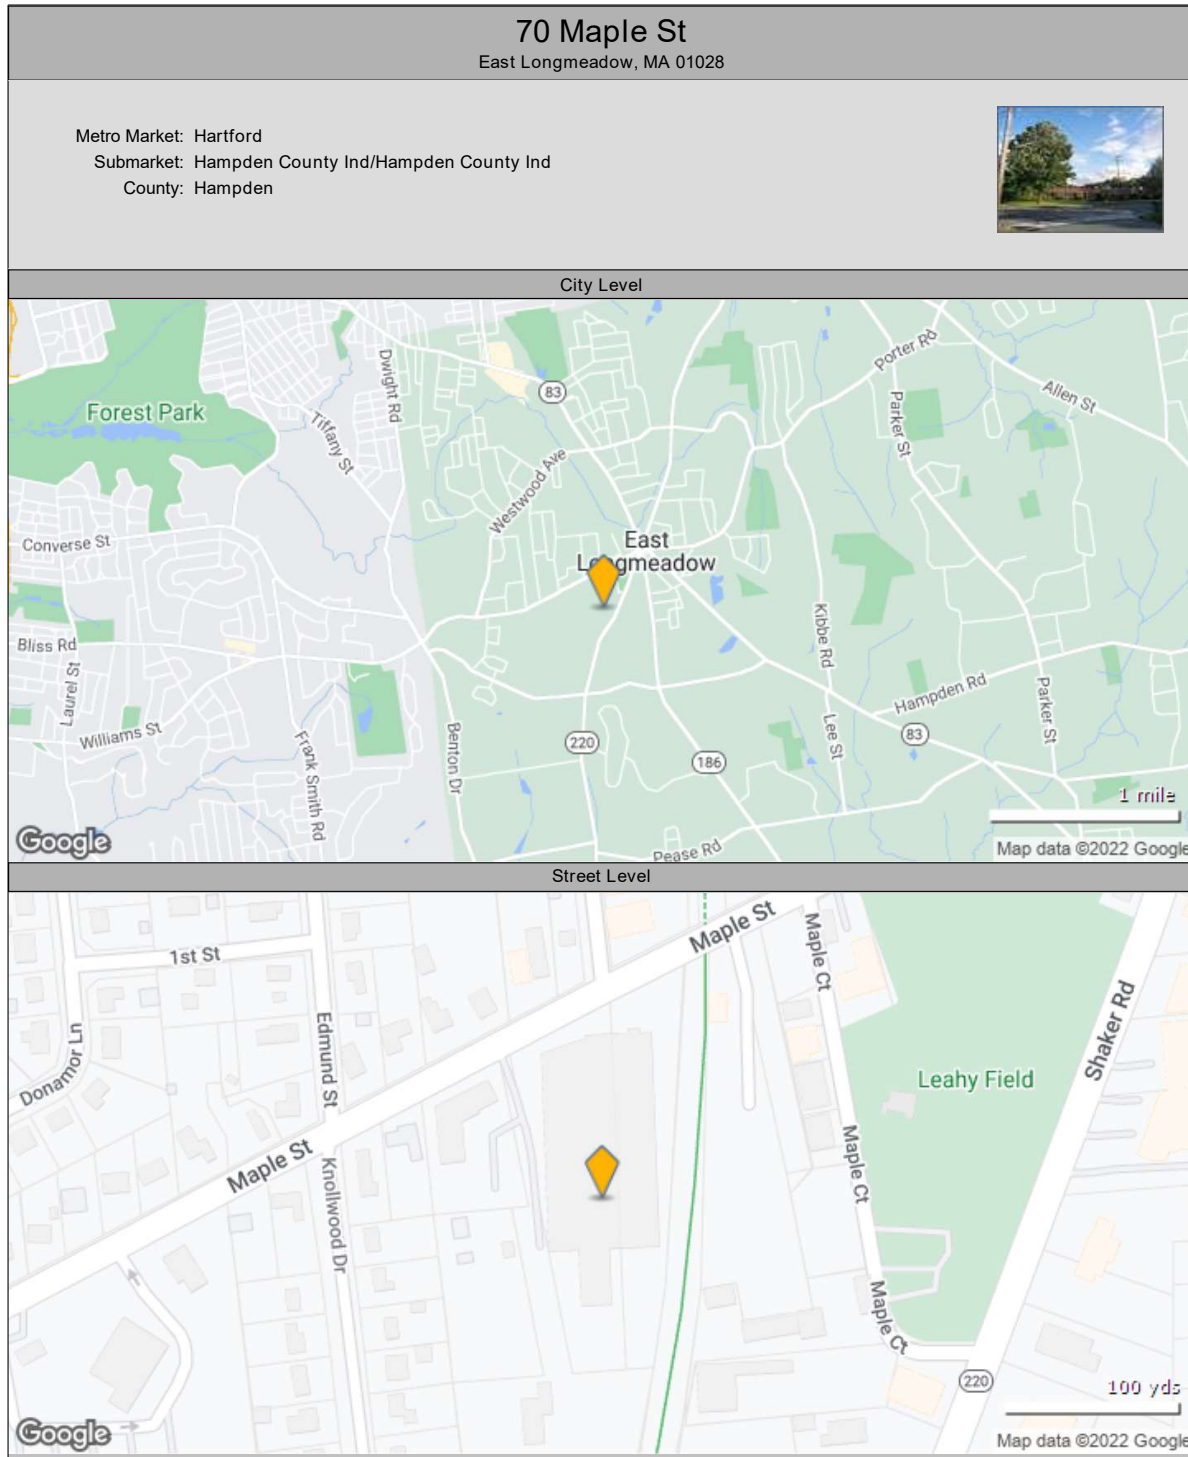 70 Maple St
East Longmeadow, MA 01028
Metro Market: Hartford
Submarket: Hampden County Ind/Hampden County Ind
County: Hampden
City Level
Forest Park
Tiffany St
Dwight Rd
83
Westwood Ave
Porter Rd
Parker St
Allen St
Converse St
East
Longmeadow
Bliss Rd
Laurel St
Williams St
Frank Smith Rd
Benton Dr
220
186
Kibbe Rd
Lee St
Hampden Rd
83
Parker St
Pease Rd
1 mile
Google
Map data ©2022 Google
Street Level
1st St
Donamor Ln
Edmund St
Maple St
Maple St
Knollwood Dr
Maple Ct
Maple Ct
Maple Ct
Leahy Field
Shaker Rd
220
100 yds
Google
Map data ©2022 Google